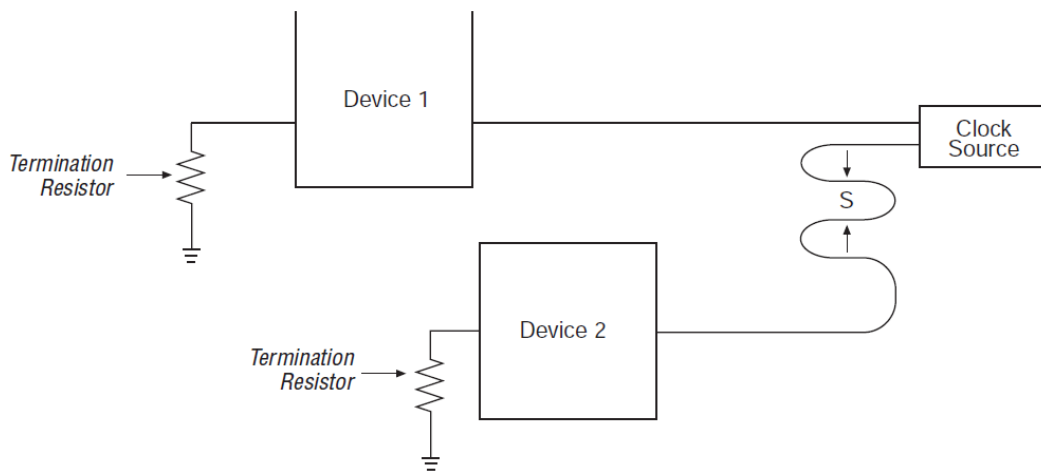 Device 1
Clock
Source
Termination
Resistor
S
Device 2
Termination
Resistor